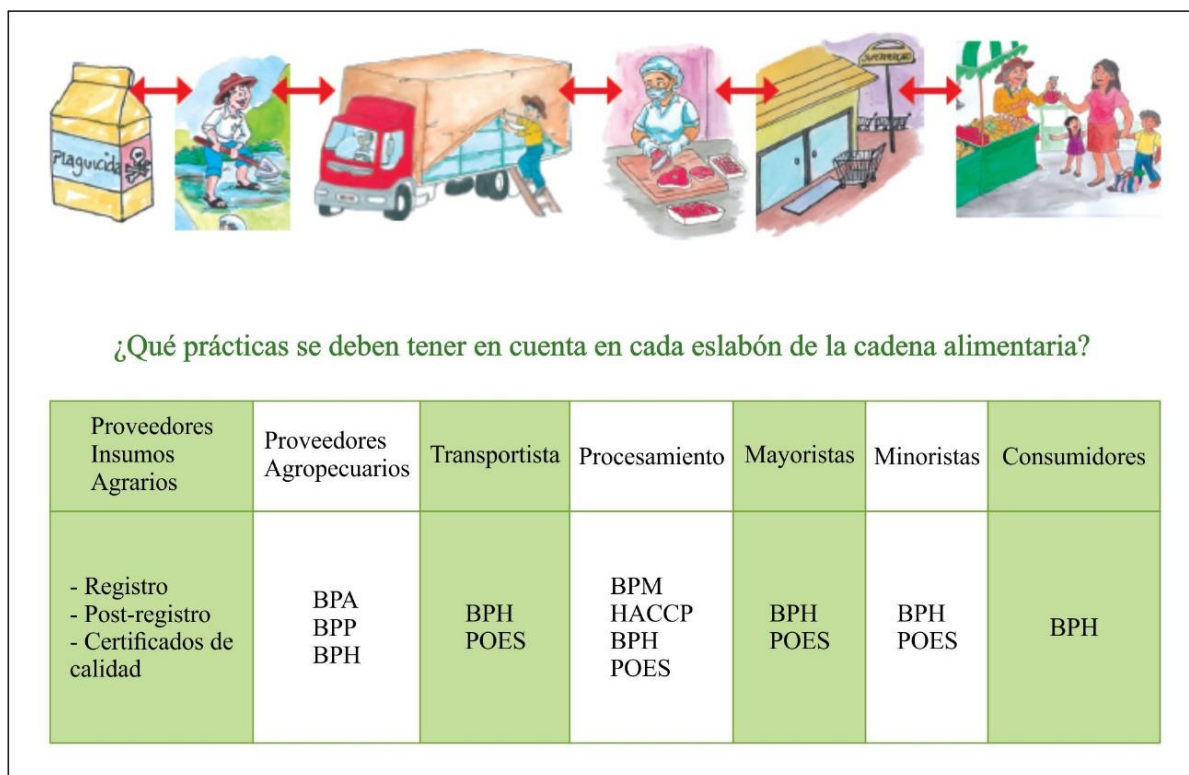 Plaguicida
SUPERMERCADO
¿Qué prácticas se deben tener en cuenta en cada eslabón de la cadena alimentaria?
Proveedores
Insumos
Agrarios
Proveedores
Agropecuarios
Transportista
Procesamiento
Mayoristas
Minoristas
Consumidores
- Registro
- Post-registro
- Certificados de
calidad
BPA
BPP
BPH
BPH
POES
BPM
HACCP
BPH
POES
BPH
POES
BPH
POES
BPH